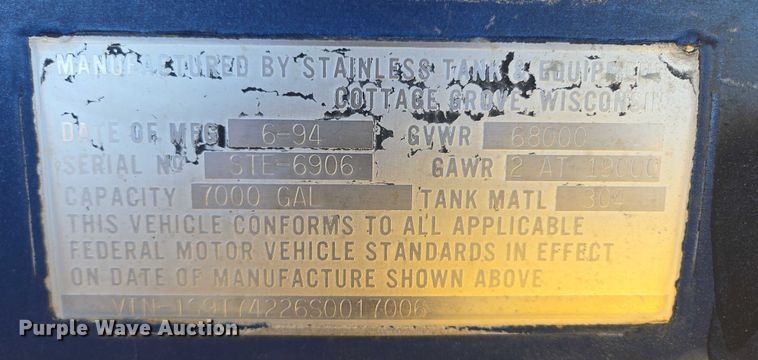 MANUFACTURED BY STAINLESS TANK & EQUIPMENT
COTTAGE GROVE, WISCONSIN
DATE OF MFG 6-94 GVWR 68000
SERIAL NO STE-6906 GAWR 2 AT 18000
CAPACITY 7000 GAL TANK MATL 304
THIS VEHICLE CONFORMS TO ALL APPLICABLE
FEDERAL MOTOR VEHICLE STANDARDS IN EFFECT
ON DATE OF MANUFACTURE SHOWN ABOVE
Purple Wave Auction